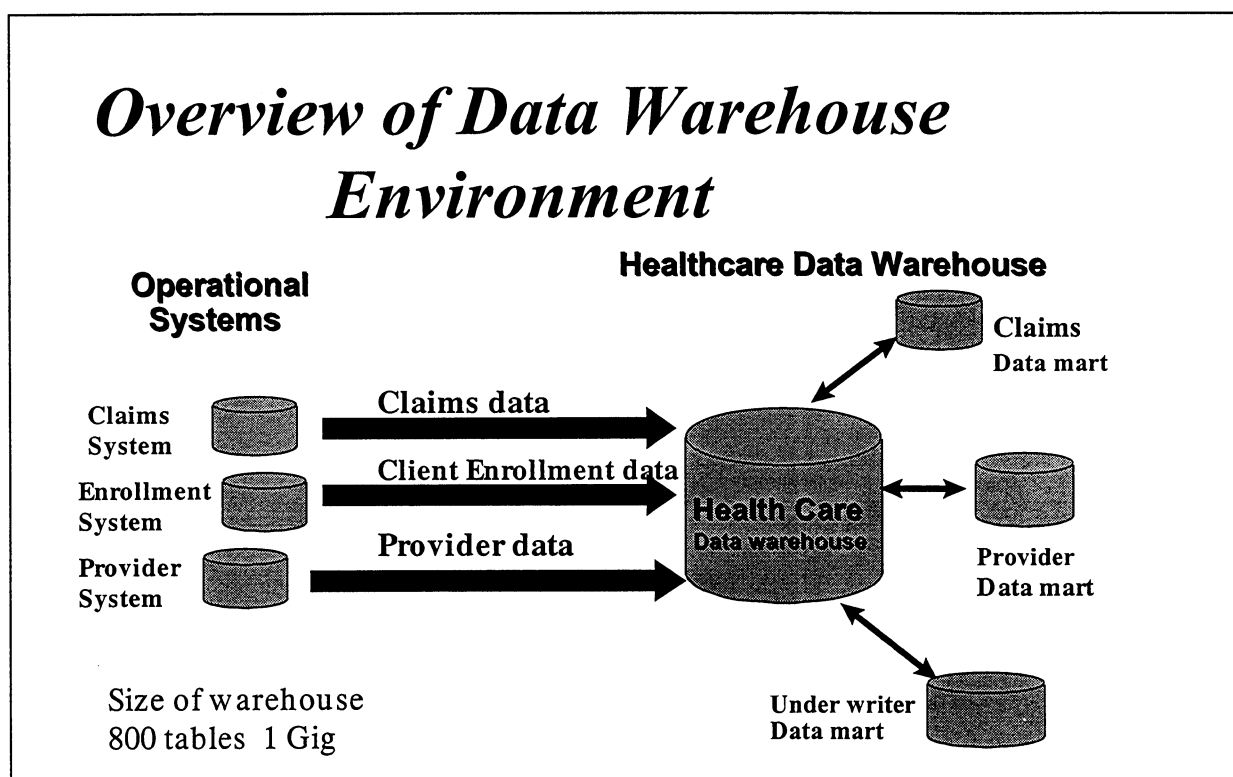 Overview of Data Warehouse
Environment
Operational
Systems
Healthcare Data Warehouse
Claims
Data mart
Claims
System
Claims data
Enrollment
System
Client Enrollment data
Provider
System
Provider data
Health Care
Data warehouse
Provider
Data mart
Under writer
Data mart
Size of warehouse
800 tables 1 Gig